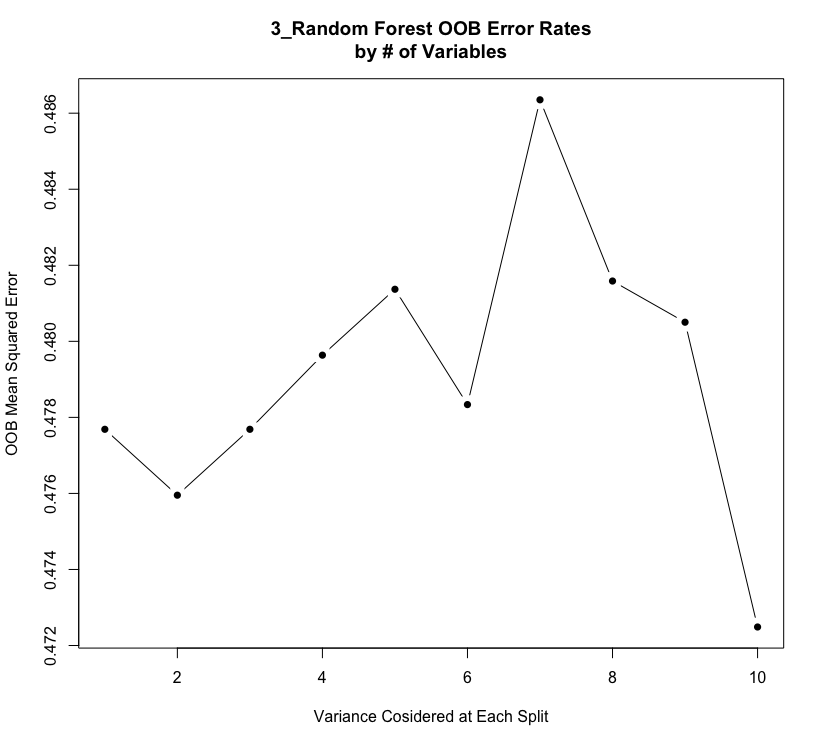 3_Random Forest OOB Error Rates
by # of Variables
OOB Mean Squared Error
0.486
0.484
0.482
0.480
0.478
0.476
0.474
0.472
2 4 6 8 10
Variance Cosidered at Each Split